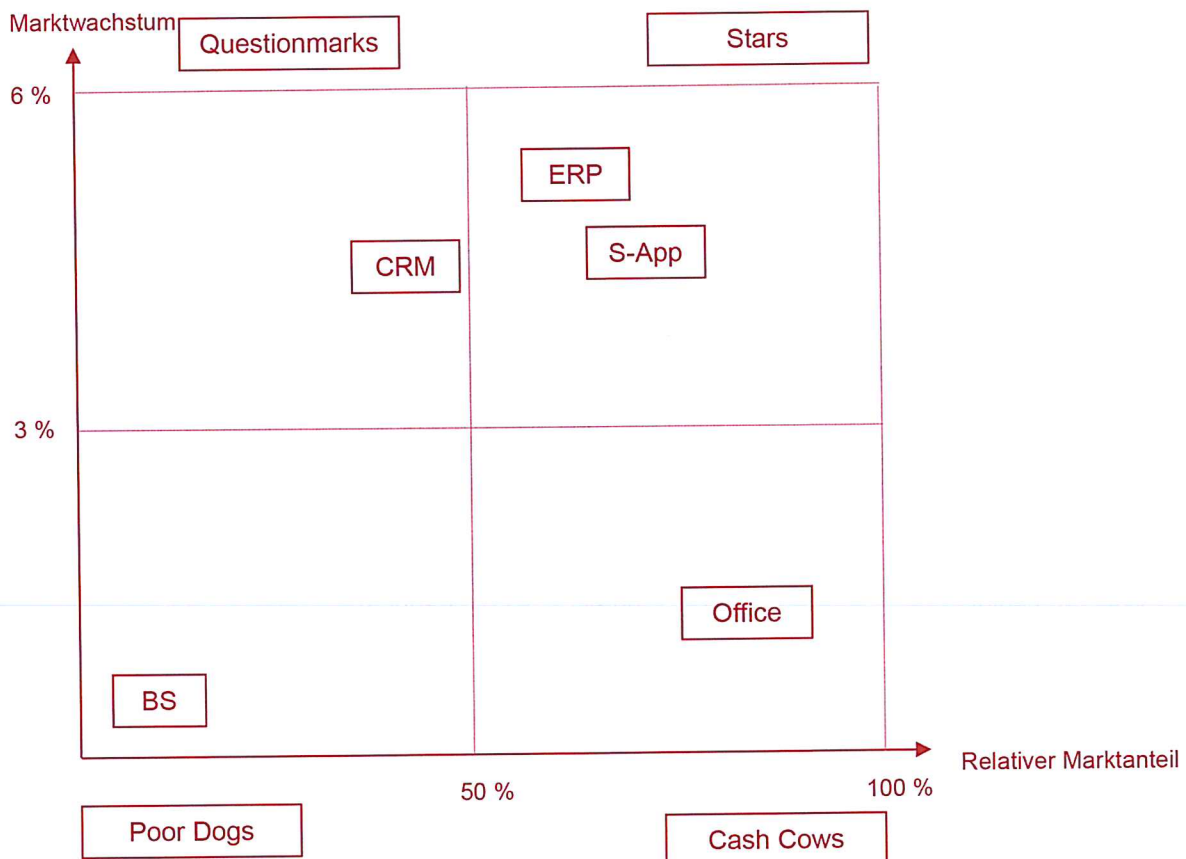 Marktwachstum
Questionmarks
Stars
6 %
ERP
S-App
CRM
3 %
Office
BS
Relativer Marktanteil
50 %
100 %
Poor Dogs
Cash Cows